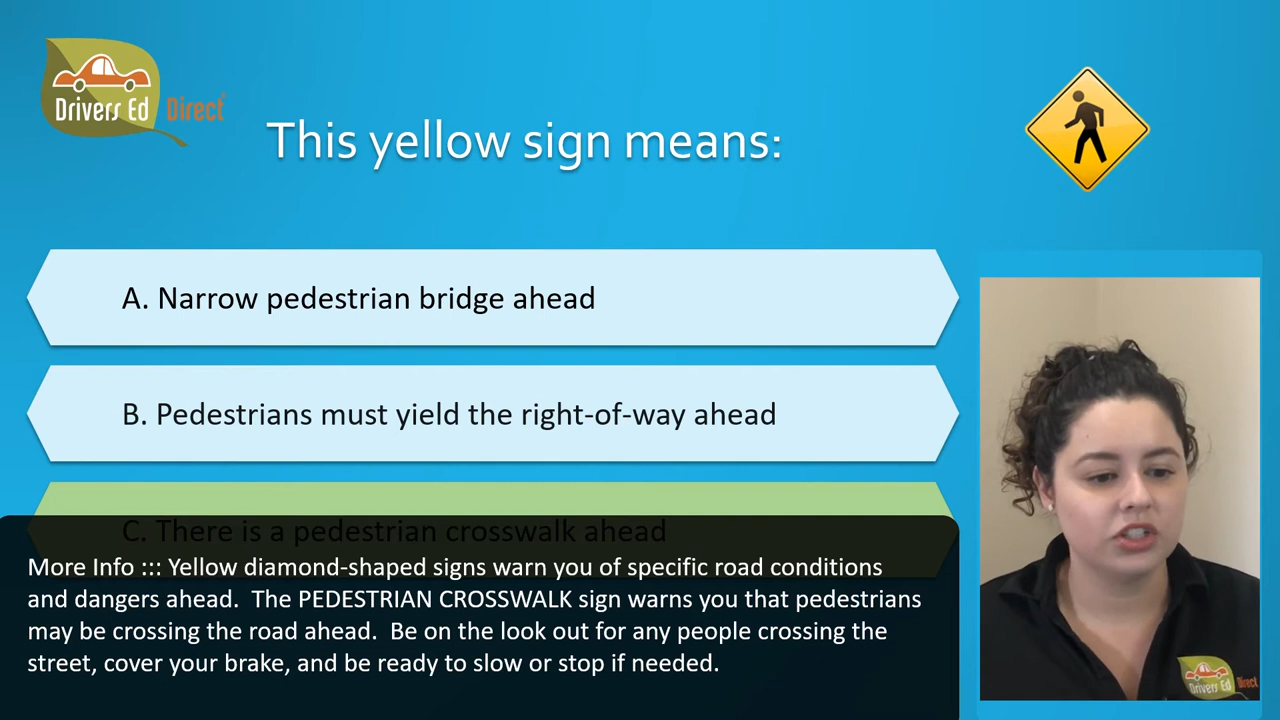 Drivers Ed Direct
This yellow sign means:
A. Narrow pedestrian bridge ahead
B. Pedestrians must yield the right-of-way ahead
C. There is a pedestrian crosswalk ahead
More Info ::: Yellow diamond-shaped signs warn you of specific road conditions
and dangers ahead.  The PEDESTRIAN CROSSWALK sign warns you that pedestrians
may be crossing the road ahead.  Be on the look out for any people crossing the
street, cover your brake, and be ready to slow or stop if needed.
Drivers Ed Direct